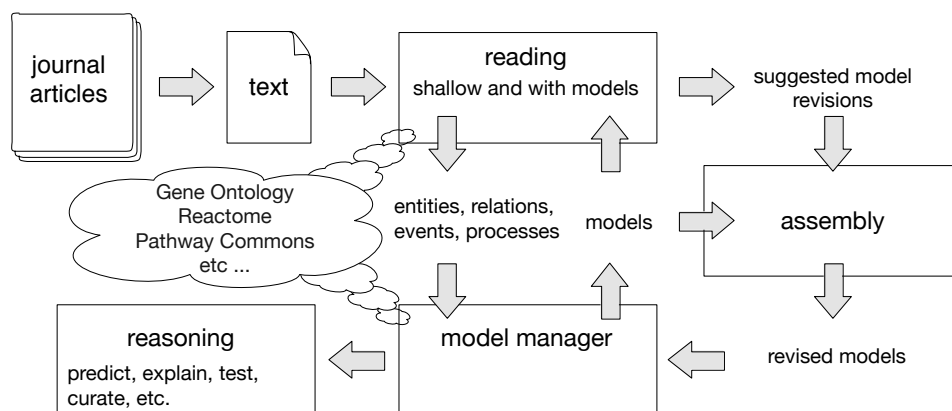 journal
articles
text
reading
shallow and with models
suggested model
revisions
Gene Ontology
Reactome
Pathway Commons
etc ...
entities, relations,
events, processes
models
assembly
reasoning
predict, explain, test,
curate, etc.
model manager
revised models